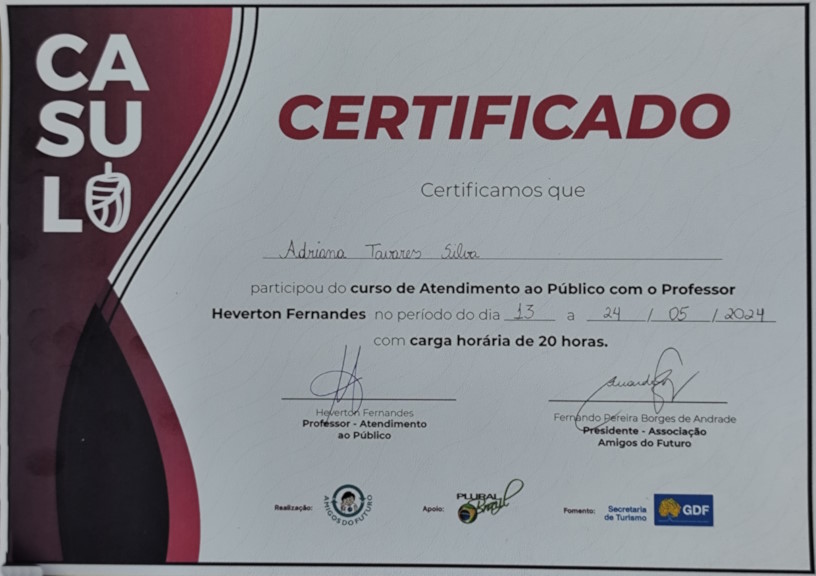 CA
SU
L
CERTIFICADO
Certificamos que
Adriana Tavares Silva
participou do curso de Atendimento ao Público com o Professor
Heverton Fernandes no período do dia 13 a 24 / 05 / 2024
com carga horária de 20 horas.
Heverton Fernandes
Professor - Atendimento
ao Público
Fernando Pereira Borges de Andrade
Presidente - Associação
Amigos do Futuro
Realização:
AMIGOS DO FUTURO
Apoio:
PLURAL
Brasil
Fomento:
Secretaria
de Turismo
GDF